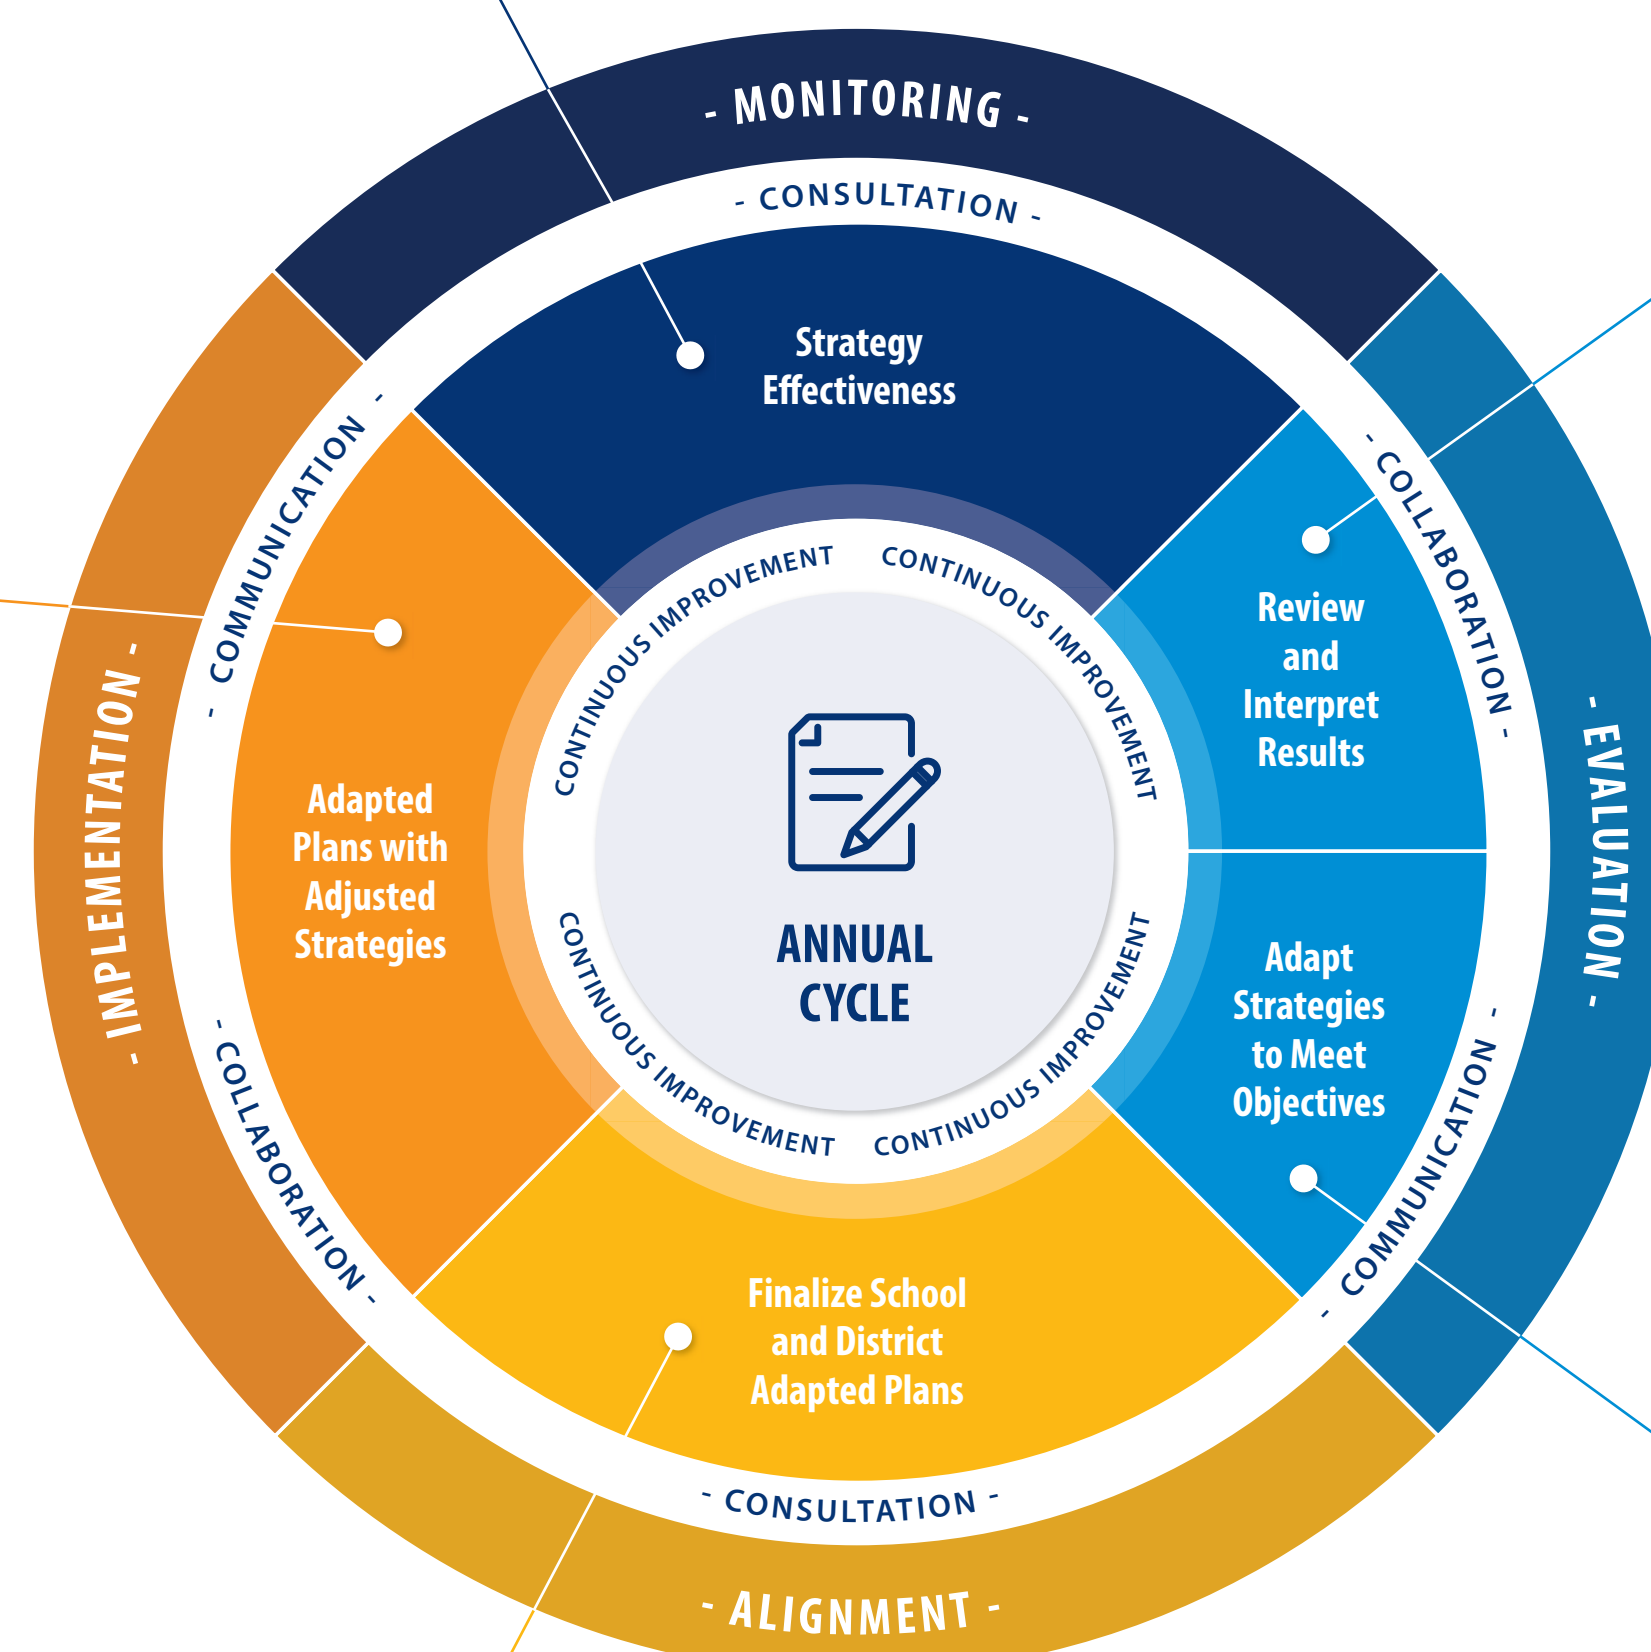 - MONITORING -
- CONSULTATION -
Strategy
Effectiveness
- COLLABORATION -
Review
and
Interpret
Results
- EVALUATION -
Adapt
Strategies
to Meet
Objectives
- COMMUNICATION -
Finalize School
and District
Adapted Plans
- CONSULTATION -
- ALIGNMENT -
- COLLABORATION -
Adapted
Plans with
Adjusted
Strategies
- IMPLEMENTATION -
- COMMUNICATION -
CONTINUOUS IMPROVEMENT
CONTINUOUS IMPROVEMENT
CONTINUOUS IMPROVEMENT
CONTINUOUS IMPROVEMENT
ANNUAL
CYCLE